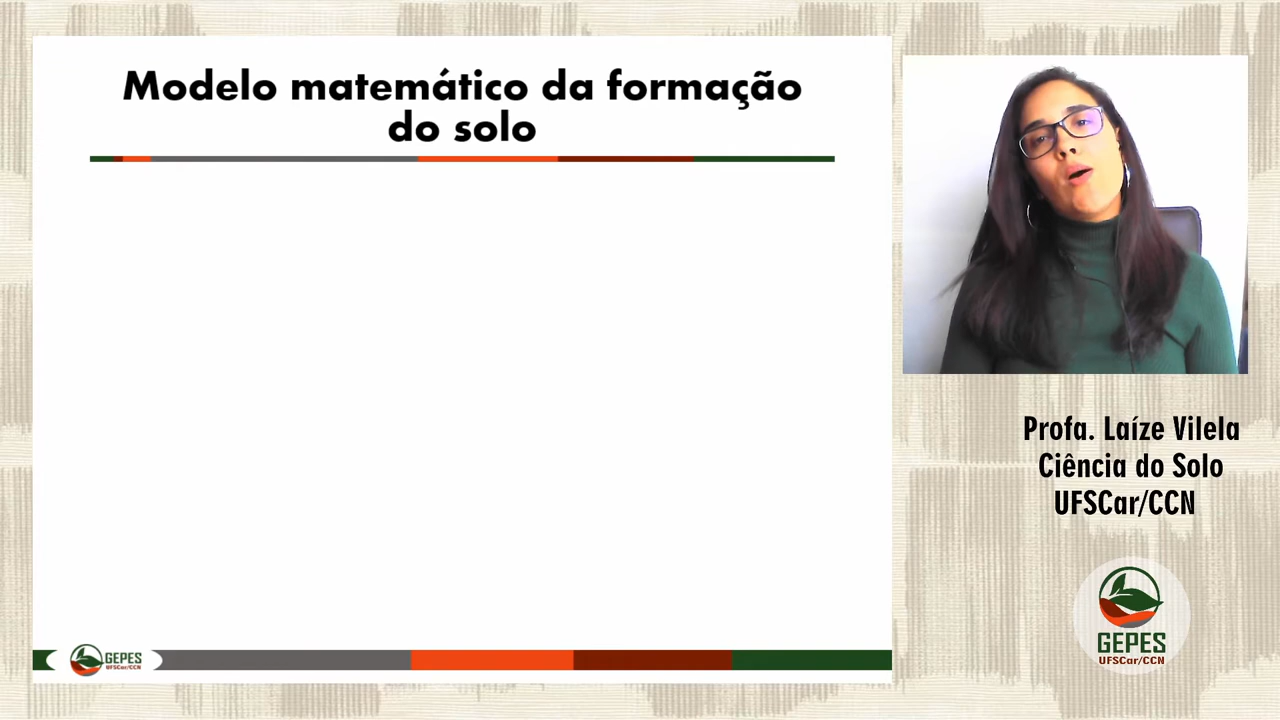 Modelo matemático da formação
do solo
Profa. Laíze Vilela
Ciência do Solo
UFSCar/CCN
GEPES
UFSCar/CCN
GEPES
UFSCar/CCN